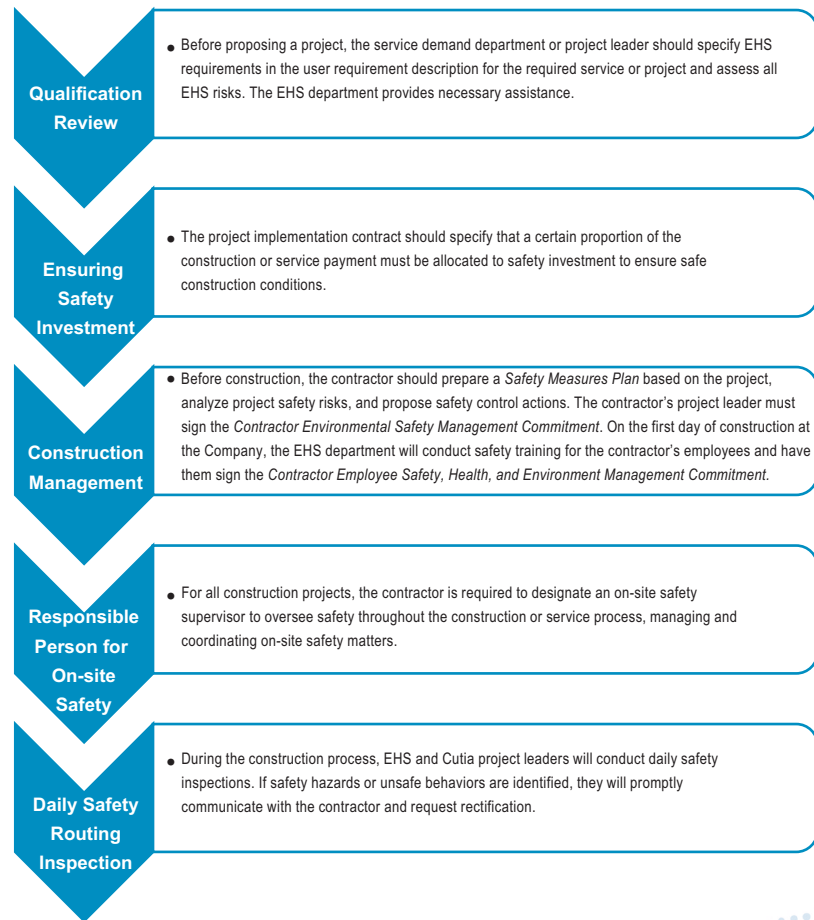 Qualification
Review
● Before proposing a project, the service demand department or project leader should specify EHS
requirements in the user requirement description for the required service or project and assess all
EHS risks. The EHS department provides necessary assistance.
Ensuring
Safety
Investment
● The project implementation contract should specify that a certain proportion of the
construction or service payment must be allocated to safety investment to ensure safe
construction conditions.
Construction
Management
● Before construction, the contractor should prepare a Safety Measures Plan based on the project,
analyze project safety risks, and propose safety control actions. The contractor's project leader must
sign the Contractor Environmental Safety Management Commitment. On the first day of construction at
the Company, the EHS department will conduct safety training for the contractor's employees and have
them sign the Contractor Employee Safety, Health, and Environment Management Commitment.
Responsible
Person for
On-site
Safety
● For all construction projects, the contractor is required to designate an on-site safety
supervisor to oversee safety throughout the construction or service process, managing and
coordinating on-site safety matters.
Daily Safety
Routing
Inspection
● During the construction process, EHS and Cutia project leaders will conduct daily safety
inspections. If safety hazards or unsafe behaviors are identified, they will promptly
communicate with the contractor and request rectification.